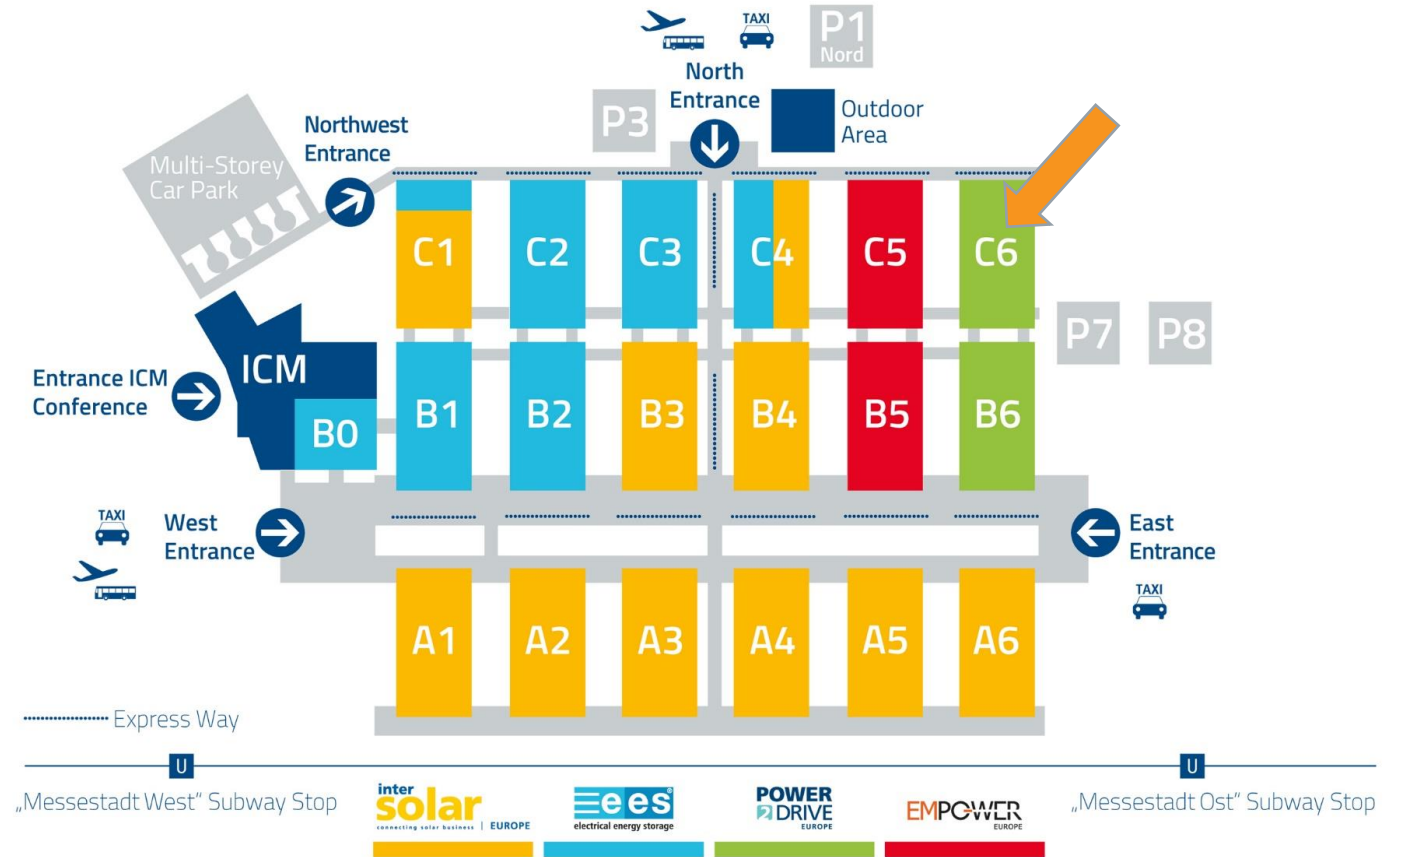 TAXI
P1
Nord
North
Entrance
P3
Outdoor
Area
Northwest
Entrance
Multi-Storey
Car Park
C1
C2
C3
C4
C5
C6
P7
P8
ICM
Entrance ICM
Conference
B0
B1
B2
B3
B4
B5
B6
TAXI
West
Entrance
East
Entrance
TAXI
A1
A2
A3
A4
A5
A6
Express Way
U
U
„Messestadt West“ Subway Stop
„Messestadt Ost“ Subway Stop
inter
solar
connecting solar business | EUROPE
ees®
electrical energy storage
POWER
2DRIVE
EUROPE
EMPOWER
EUROPE